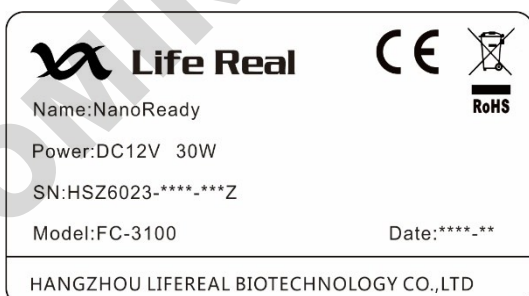 Life Real
CE
RoHS
Name:NanoReady
Power:DC12V   30W
SN:HSZ6023-****-***Z
Model:FC-3100
Date:****-**
HANGZHOU LIFEREAL BIOTECHNOLOGY CO.,LTD